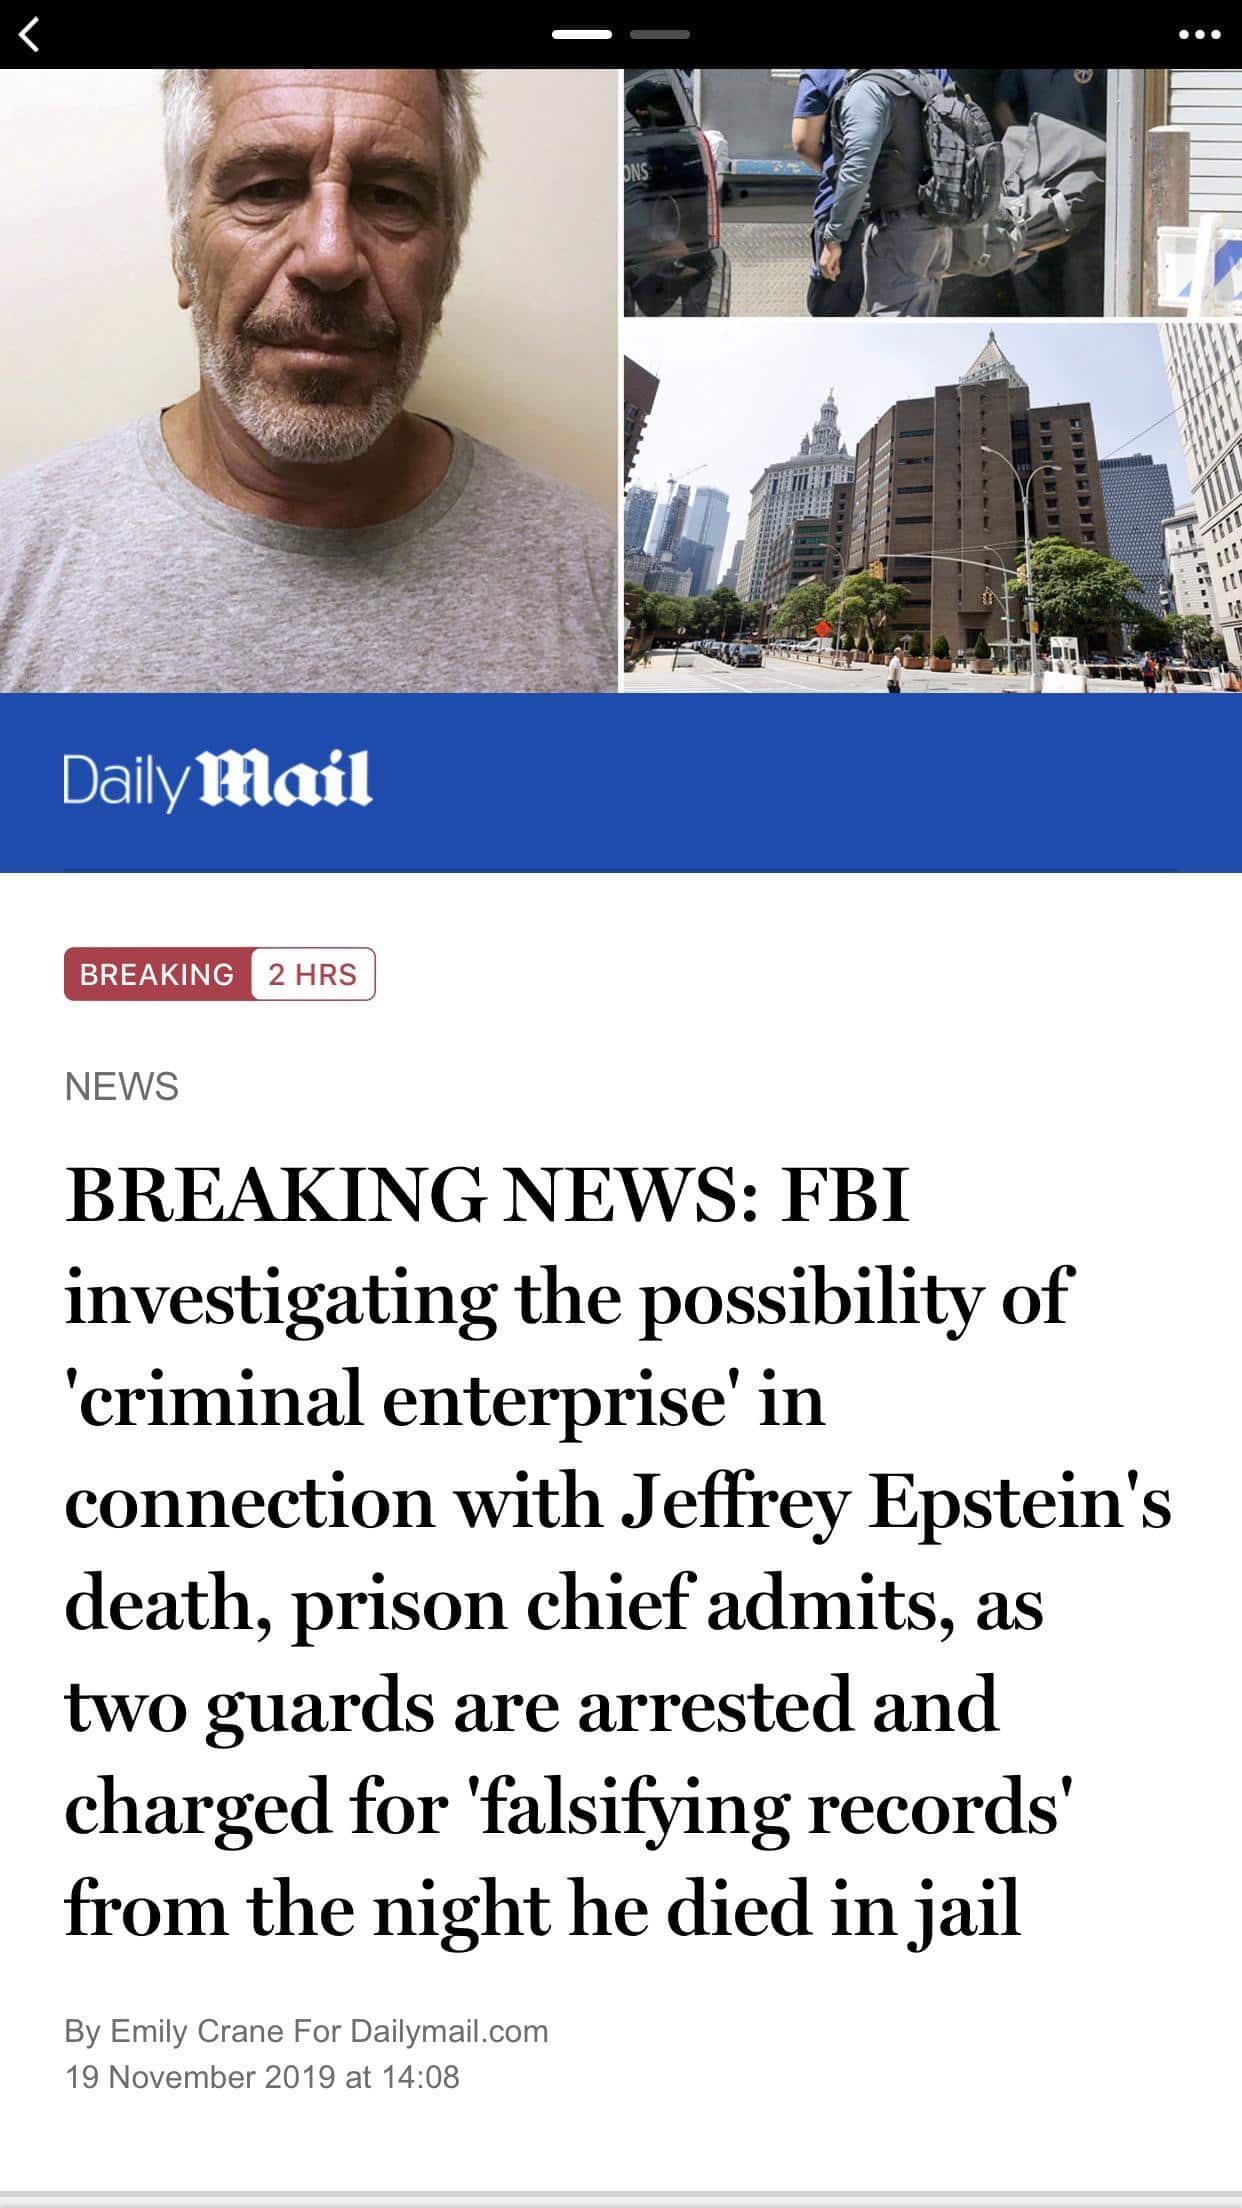 ONS
Daily Mail
BREAKING 2 HRS
NEWS
BREAKING NEWS: FBI
investigating the possibility of
'criminal enterprise' in
connection with Jeffrey Epstein's
death, prison chief admits, as
two guards are arrested and
charged for 'falsifying records'
from the night he died in jail
By Emily Crane For Dailymail.com
19 November 2019 at 14:08